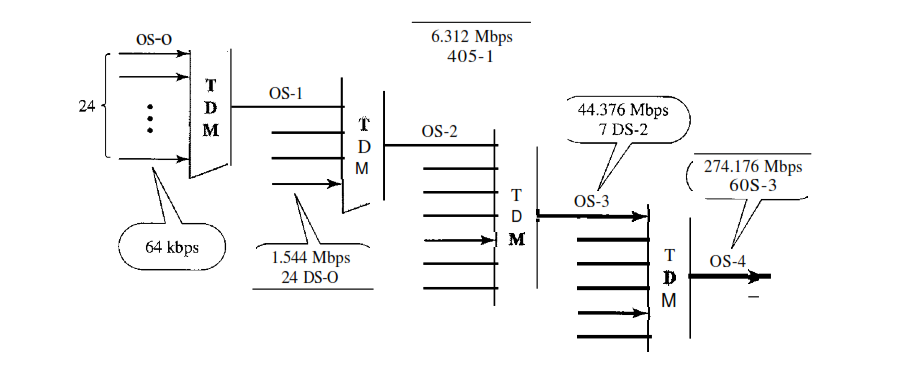 6.312 Mbps
405-1
OS-O
24
T
D
M
64 kbps
OS-1
T
D
M
1.544 Mbps
24 DS-O
OS-2
T
D
M
44.376 Mbps
7 DS-2
OS-3
T
D
M
274.176 Mbps
60S-3
OS-4